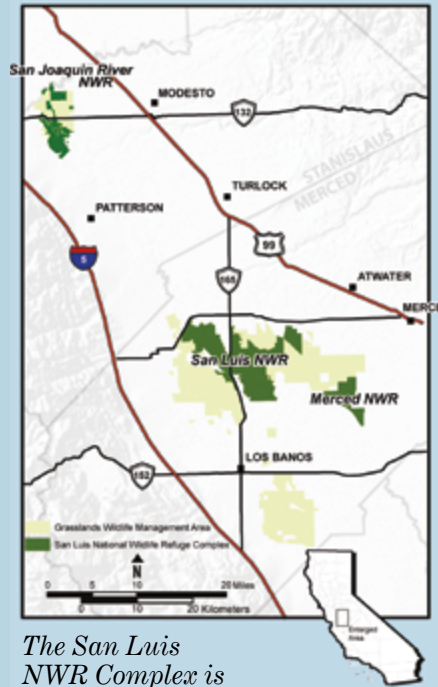 San Joaquin River
NWR
MODESTO
132
STANISLAUS
MERCED
TURLOCK
PATTERSON
99
5
165
ATWATER
MERCE
San Luis NWR
Merced NWR
LOS BANOS
152
Grasslands Wildlife Management Area
San Luis National Wildlife Refuge Complex
N
0 5 10 20 Miles
0 10 20 Kilometers
Enlarged
Area
The San Luis
NWR Complex is